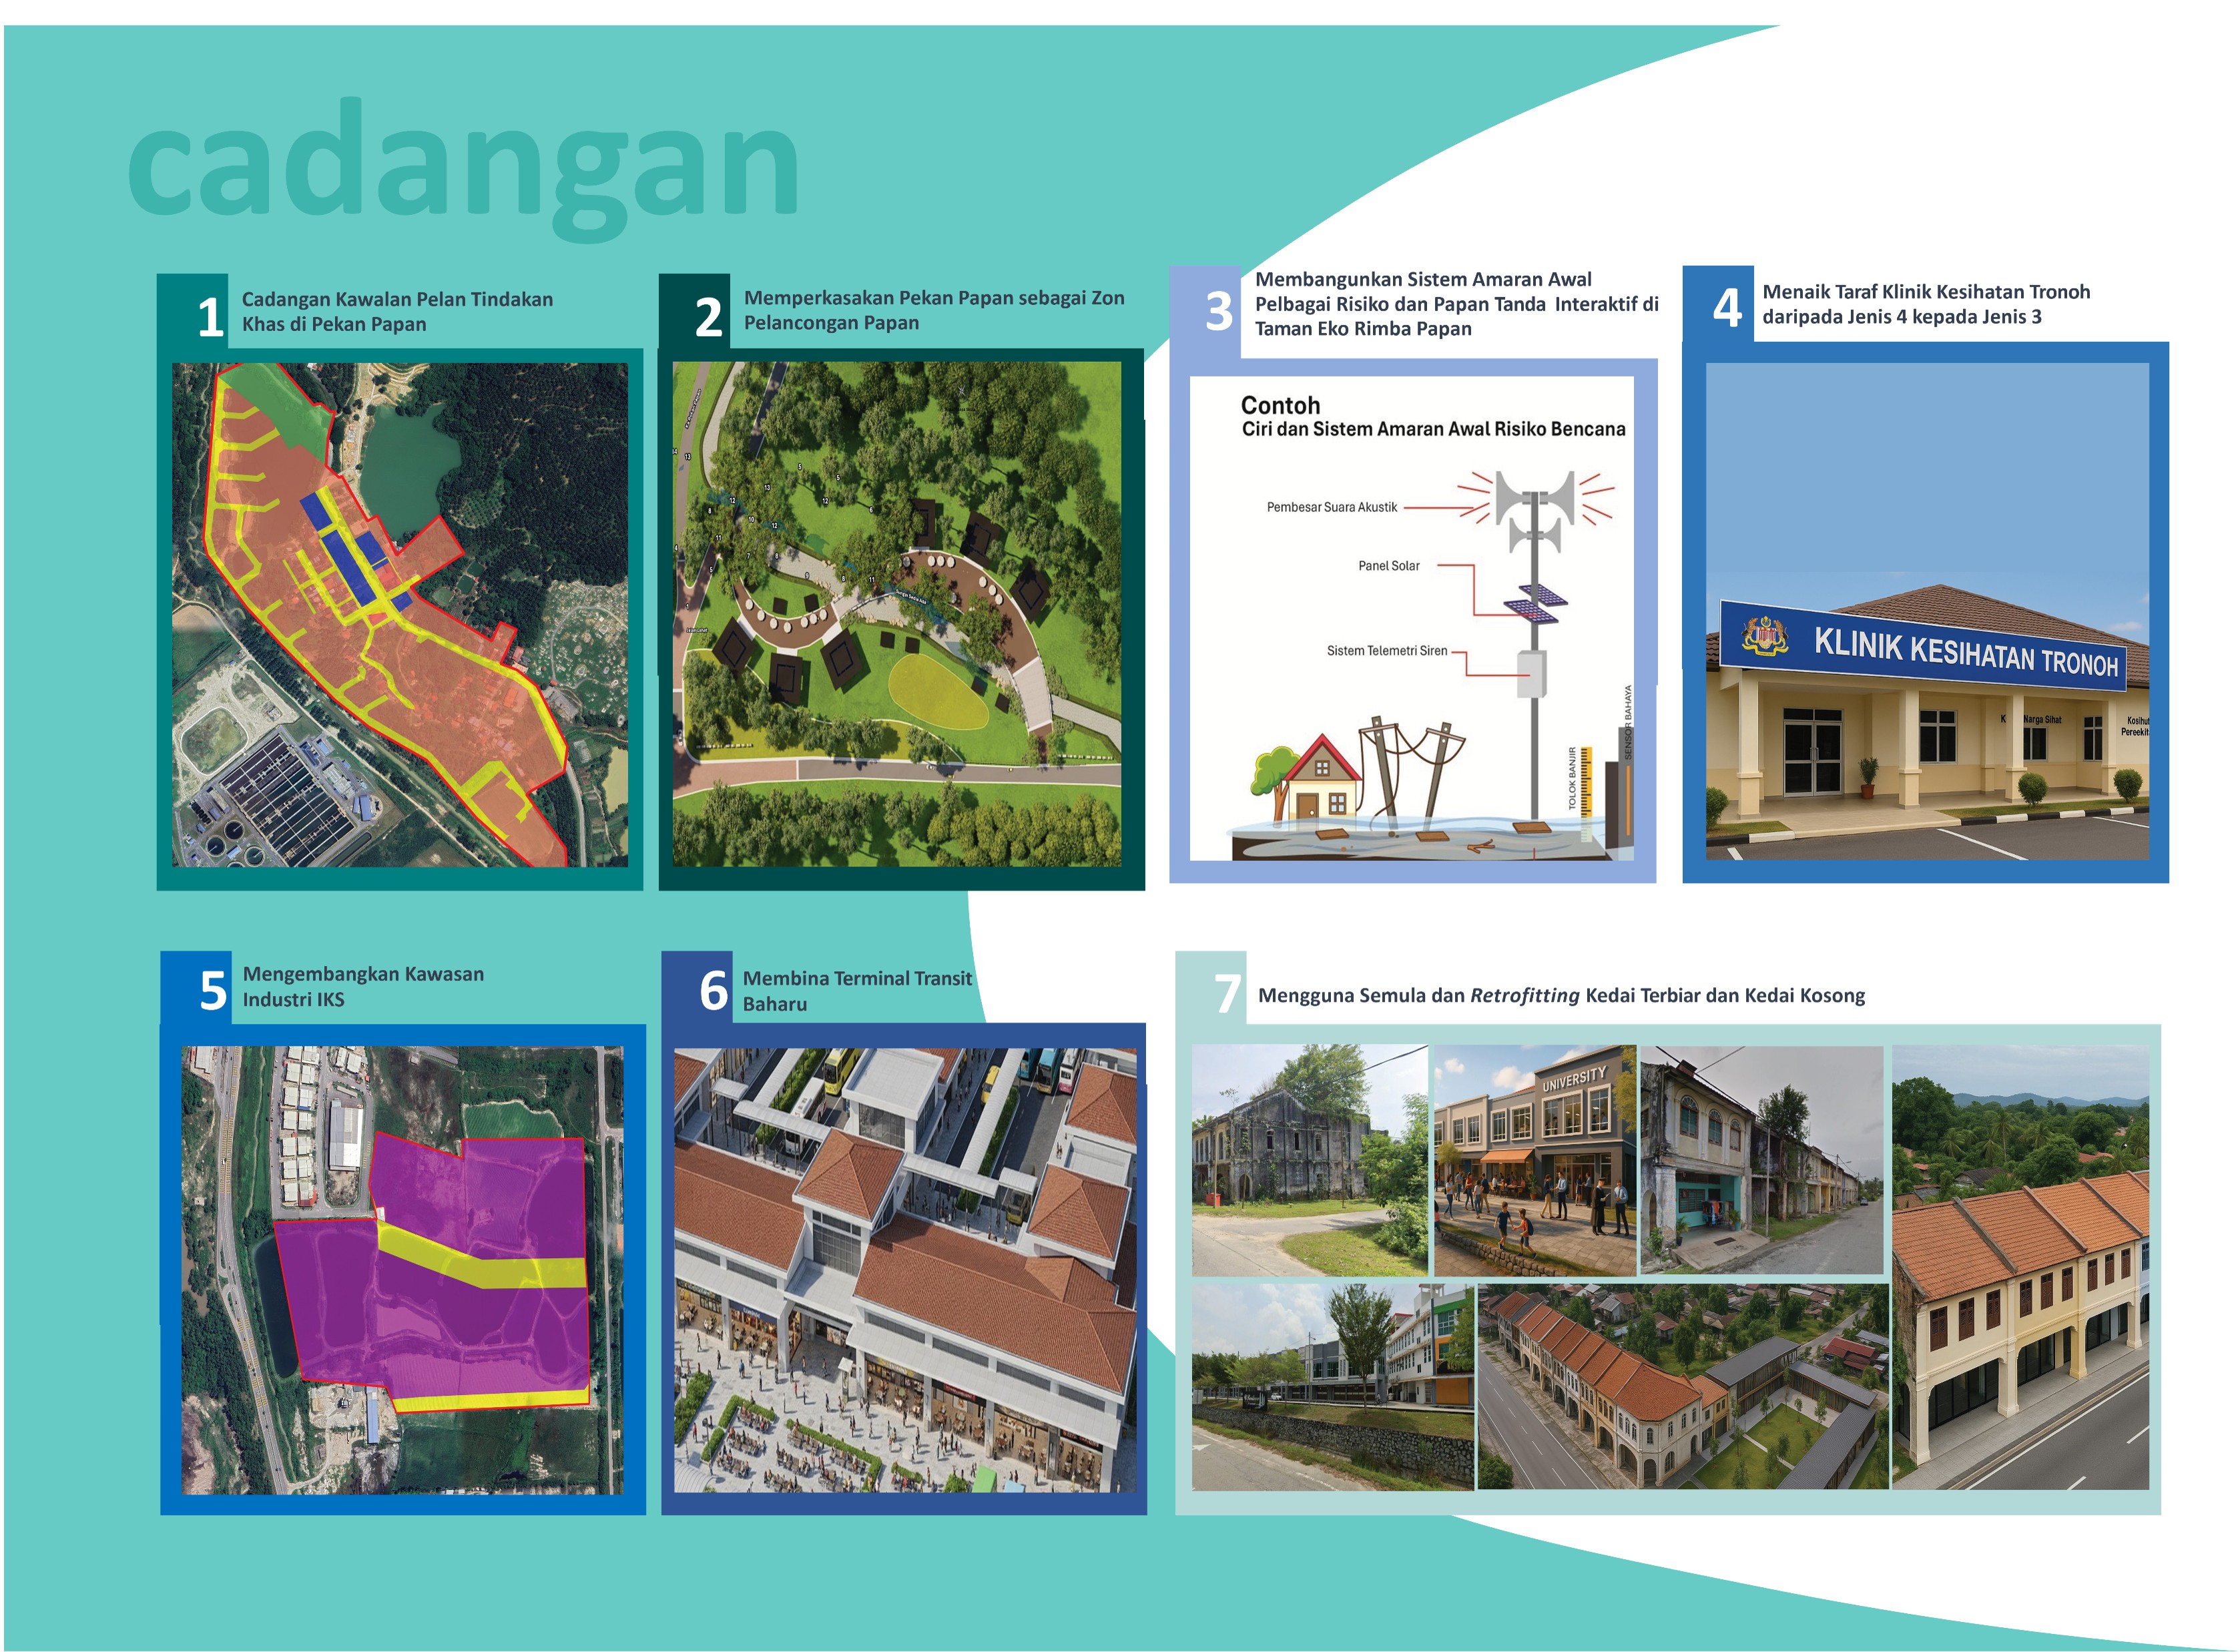 cadangan
1
Cadangan Kawalan Pelan Tindakan
Khas di Pekan Papan
2
Memperkasakan Pekan Papan sebagai Zon
Pelancongan Papan
3
Membangunkan Sistem Amaran Awal
Pelbagai Risiko dan Papan Tanda Interaktif di
Taman Eko Rimba Papan
Contoh
Ciri dan Sistem Amaran Awal Risiko Bencana
Pembesar Suara Akustik
Panel Solar
Sistem Telemetri Siren
TOLOK BANJIR
SENSOR BAHAYA
4
Menaik Taraf Klinik Kesihatan Tronoh
daripada Jenis 4 kepada Jenis 3
KLINIK KESIHATAN TRONOH
K
Narga Sihat
Kosihut
Pereekit
5
Mengembangkan Kawasan
Industri IKS
6
Membina Terminal Transit
Baharu
7
Mengguna Semula dan Retrofitting Kedai Terbiar dan Kedai Kosong
UNIVERSITY